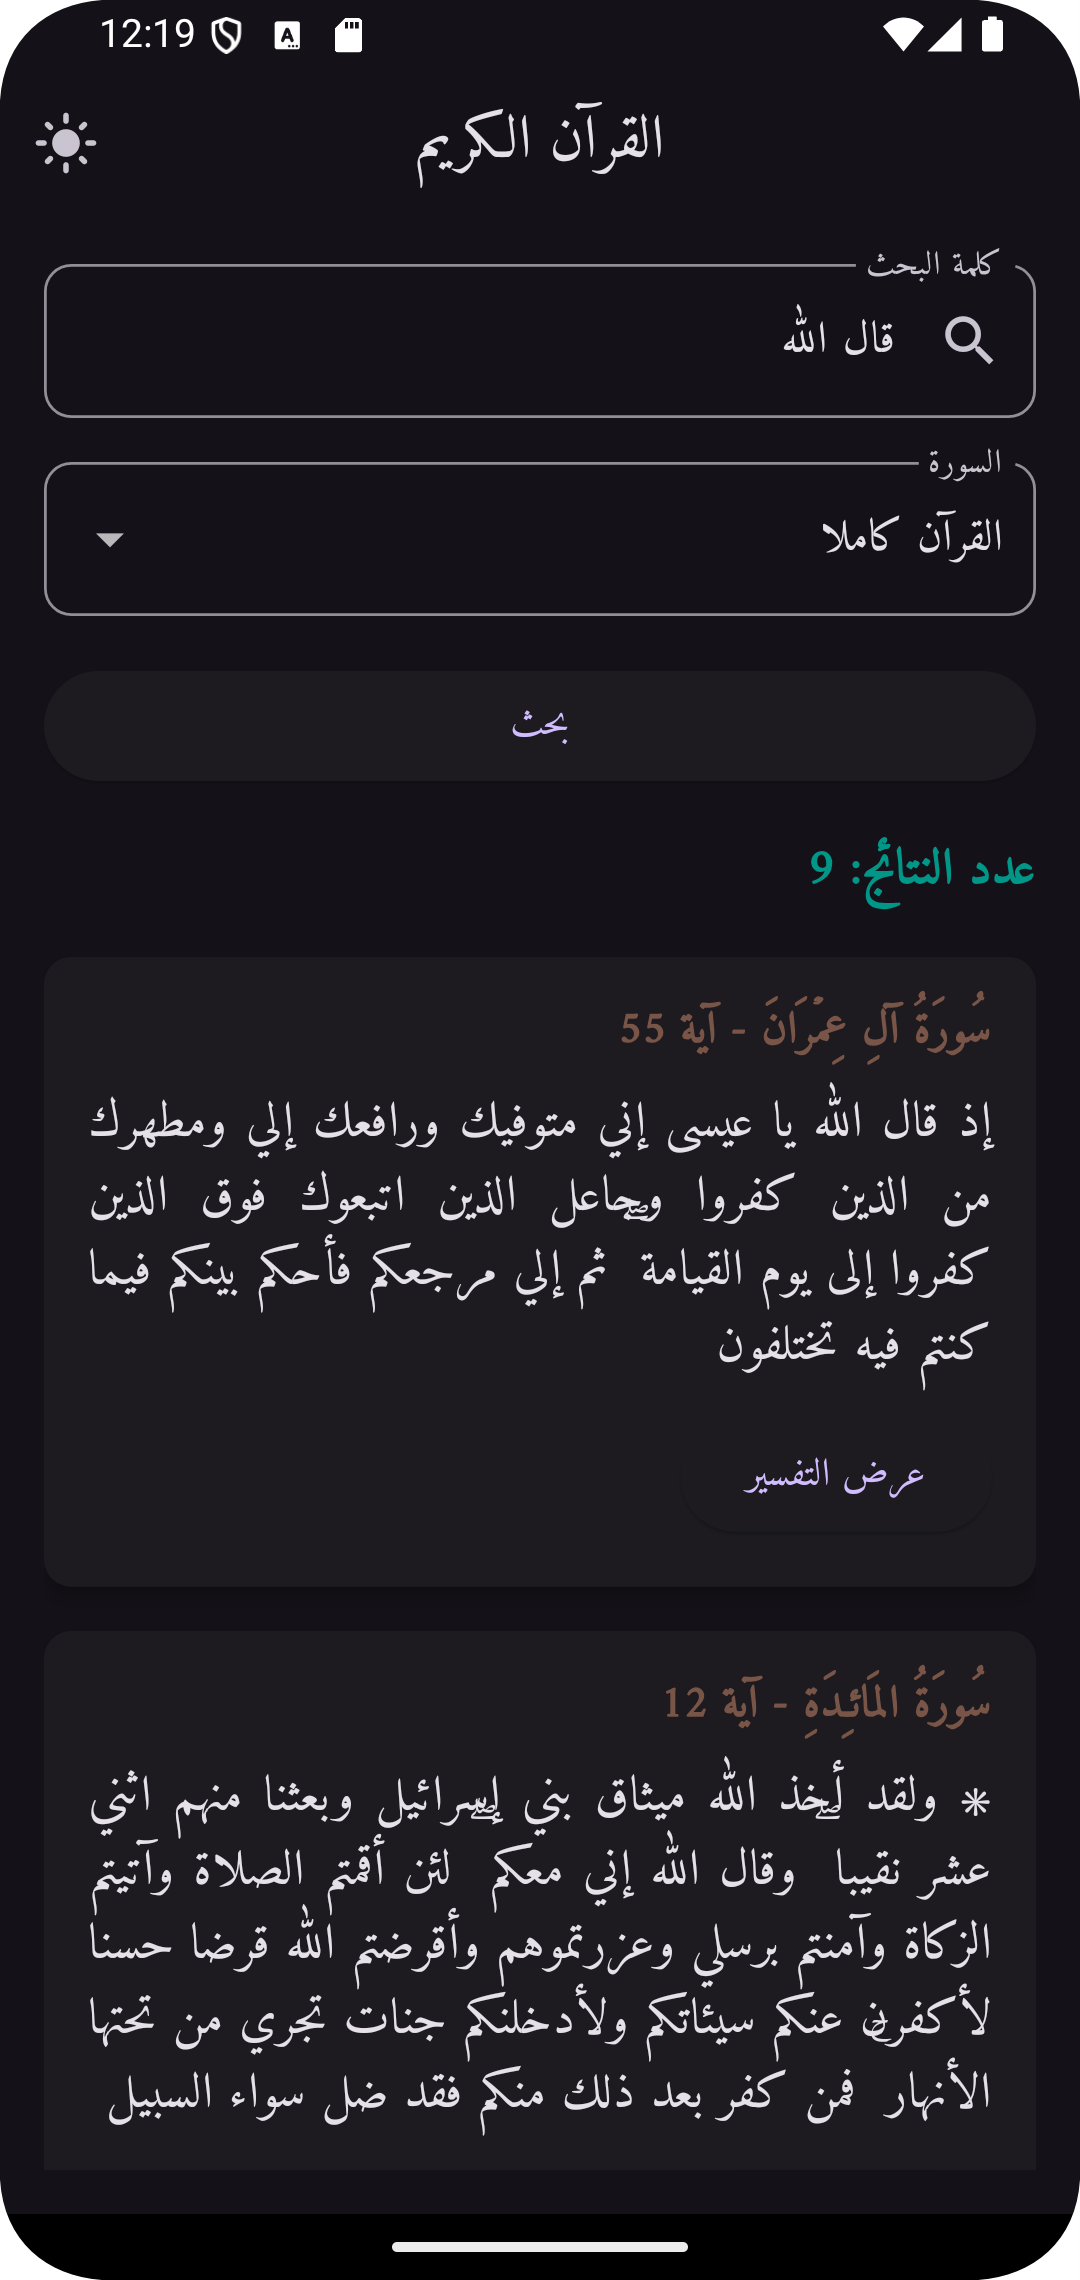 12:19
القرآن الكريم
كلمة البحث
قال الله
السورة
القرآن كاملا
بحث
عدد النتائج: 9
سُورَةُ آلِ عِمۡرَانَ - آية 55
إذ قال الله يا عيسى إني متوفيك ورافعك إلي ومطهرك
من الذين كفروا وجاعل الذين اتبعوك فوق الذين
كفروا إلى يوم القيامة ۖ ثم إلي مرجعكم فأحكم بينكم فيما
كنتم فيه تختلفون
عرض التفسير
سُورَةُ المَائـِدَةِ - آية 12
* ولقد أخذ الله ميثاق بني إسرائيل وبعثنا منهم اثني
عشر نقيبا ۖ وقال الله إني معكم ۖ لئن أقمتم الصلاة وآتيتم
الزكاة وآمنتم برسلي وعزرتموهم وأقرضتم الله قرضا حسنا
لأكفرن عنكم سيئاتكم ولأدخلنكم جنات تجري من تحتها
الأنهار ۚ فمن كفر بعد ذلك منكم فقد ضل سواء السبيل